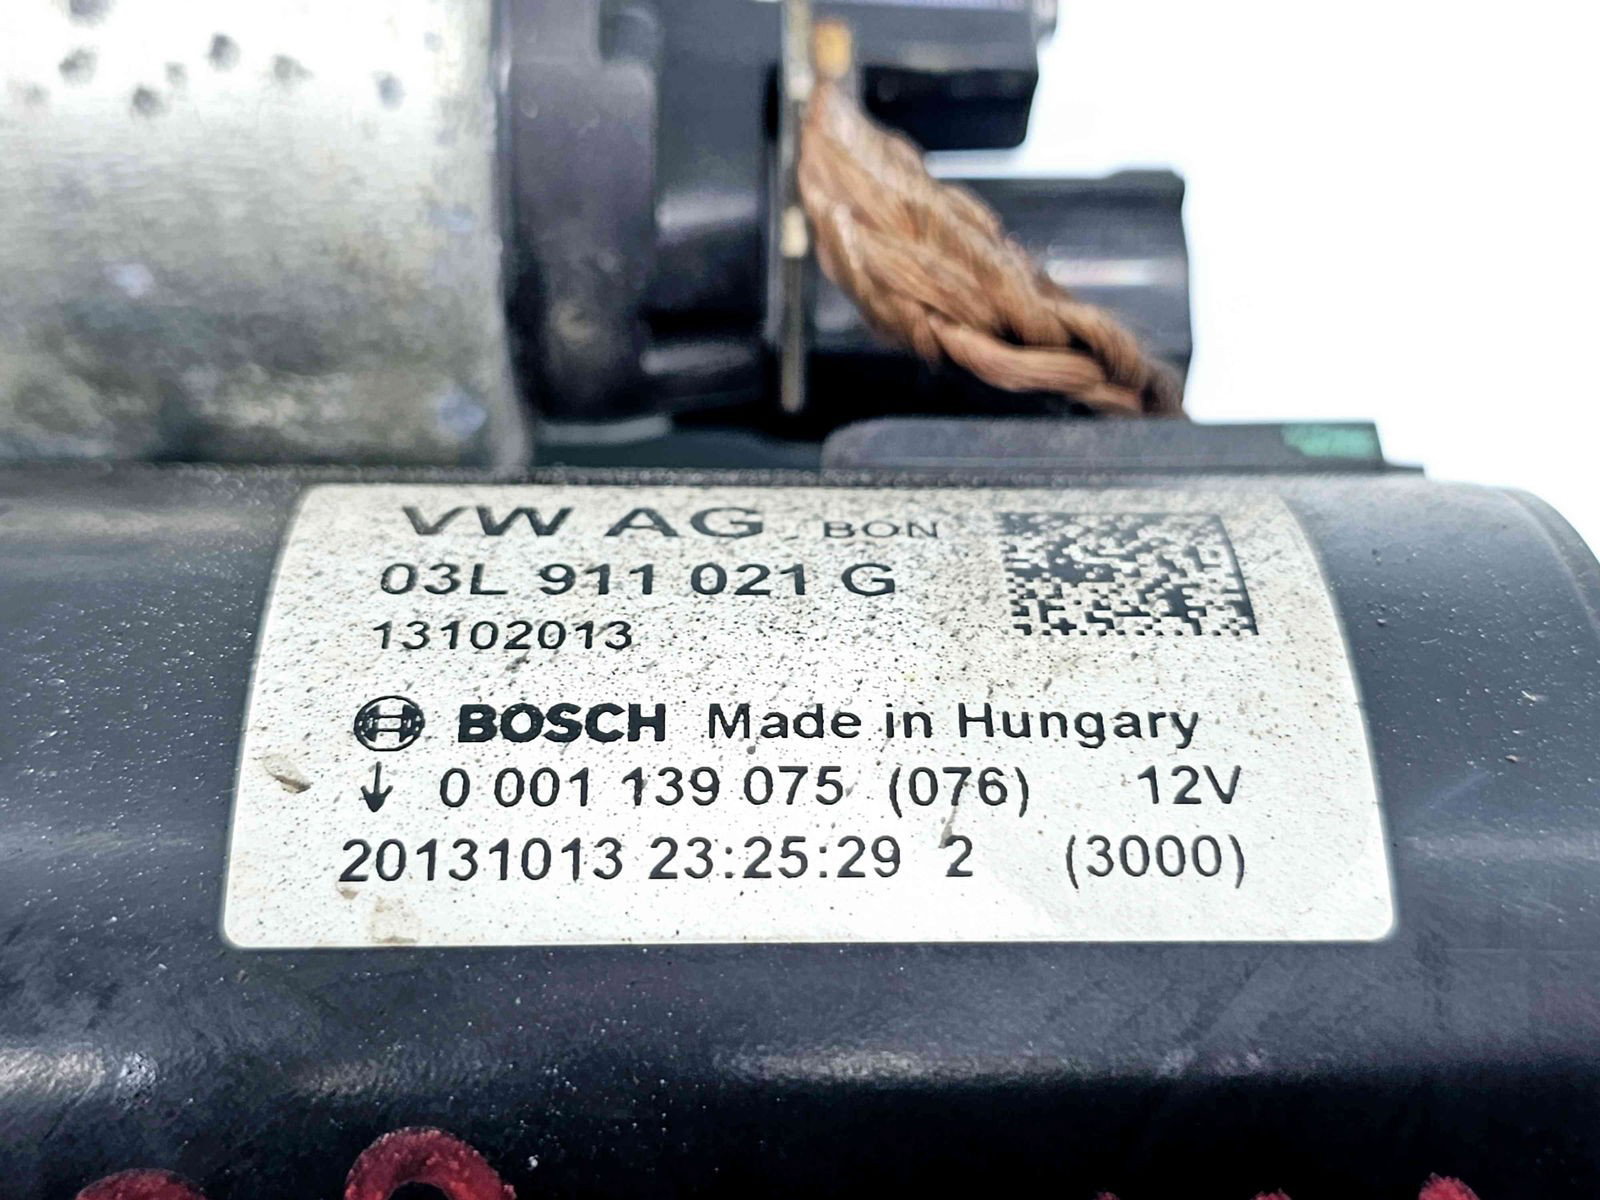 VW AG BON
03L 911 021 G
13102013
BOSCH Made in Hungary
↓ 0 001 139 075 (076) 12V
20131013 23:25:29 2 (3000)